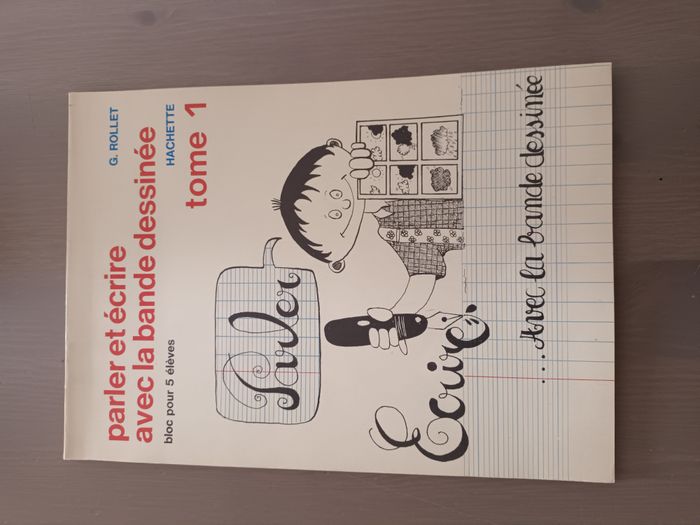 G. ROLLET
parler et écrire
avec la bande dessinée
bloc pour 5 élèves
HACHETTE
tome 1
Parler
Ecrire,
...Avec la bande dessinée